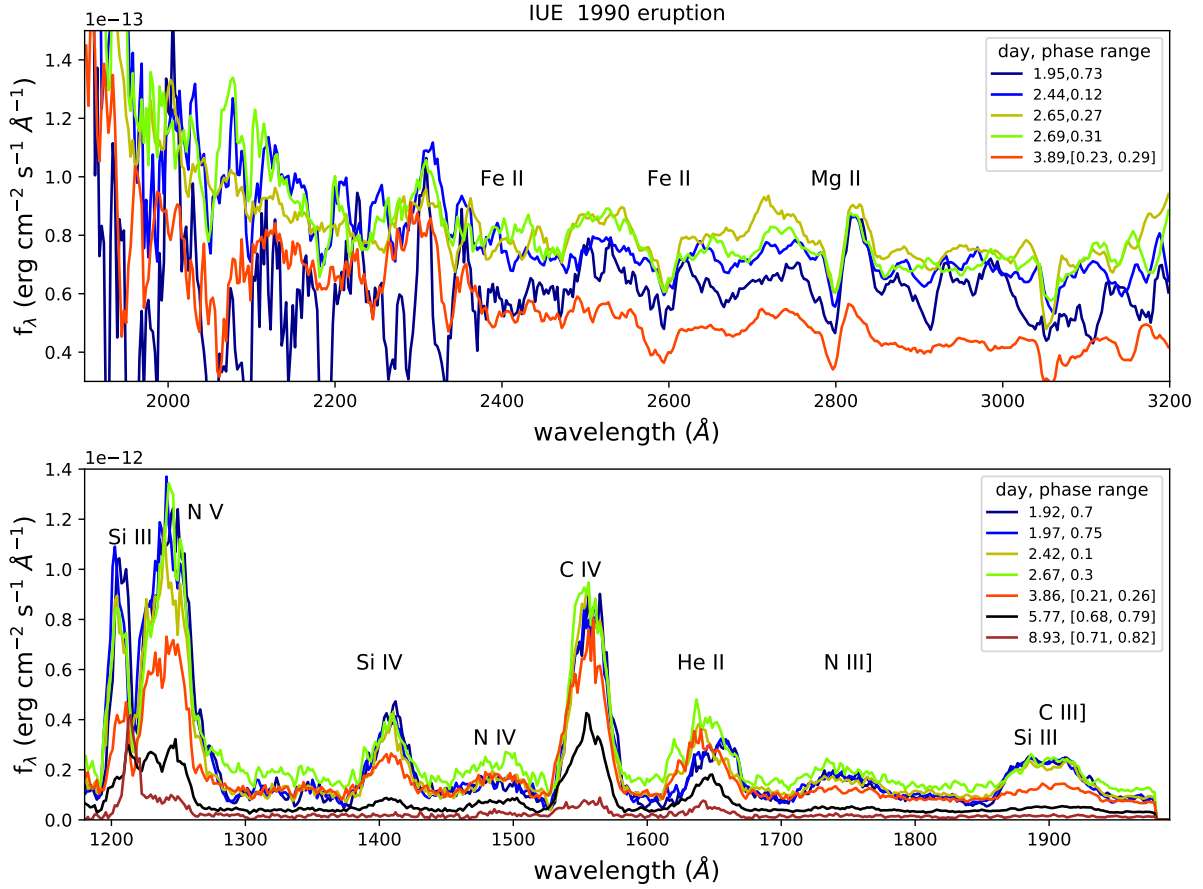 IUE 1990 eruption
1e−13
f_λ (erg cm⁻² s⁻¹ Å⁻¹)
1.4
1.2
1.0
0.8
0.6
0.4
day, phase range
1.95,0.73
2.44,0.12
2.65,0.27
2.69,0.31
3.89,[0.23, 0.29]
Fe II
Fe II
Mg II
2000
2200
2400
2600
2800
3000
3200
wavelength (Å)
1e−12
f_λ (erg cm⁻² s⁻¹ Å⁻¹)
1.4
1.2
1.0
0.8
0.6
0.4
0.2
0.0
day, phase range
1.92, 0.7
1.97, 0.75
2.42, 0.1
2.67, 0.3
3.86, [0.21, 0.26]
5.77, [0.68, 0.79]
8.93, [0.71, 0.82]
Si III
N V
Si IV
N IV
C IV
He II
N III]
C III]
Si III
1200
1300
1400
1500
1600
1700
1800
1900
wavelength (Å)